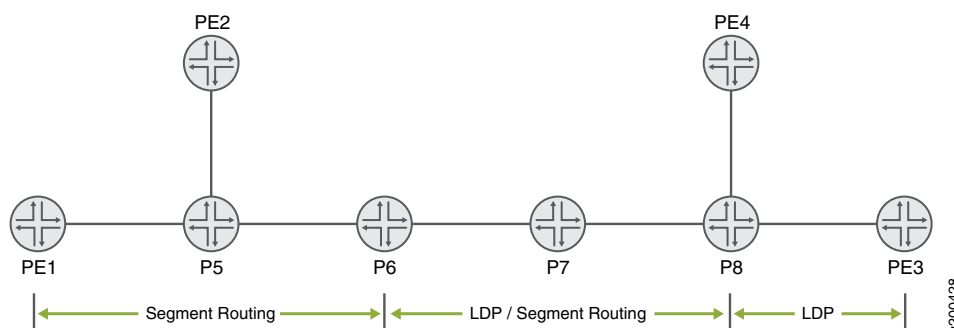 PE2
PE4
PE1
P5
P6
P7
P8
PE3
Segment Routing
LDP / Segment Routing
LDP